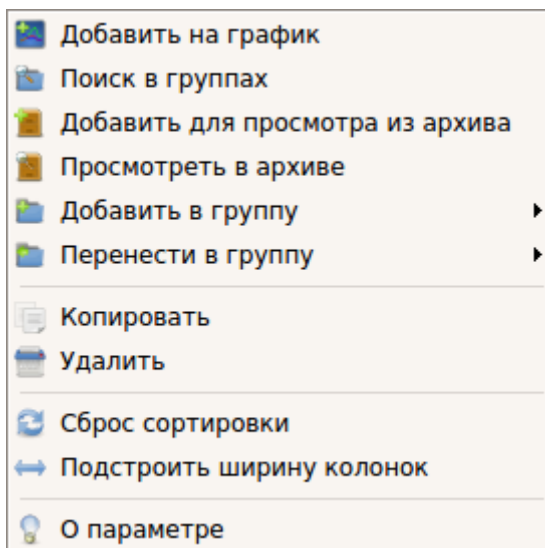 Добавить на график
Поиск в группах
Добавить для просмотра из архива
Просмотреть в архиве
Добавить в группу
Перенести в группу
Копировать
Удалить
Сброс сортировки
Подстроить ширину колонок
О параметре